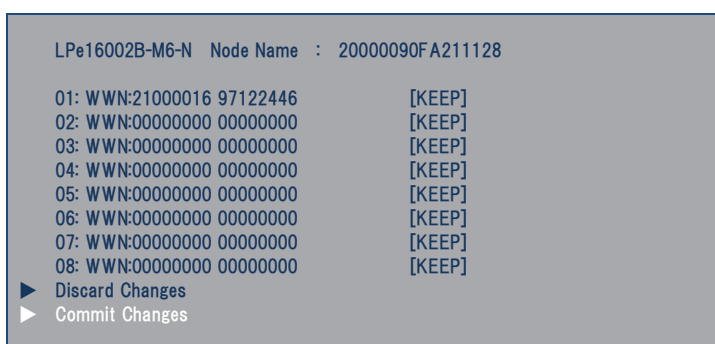 LPe16002B-M6-N Node Name : 20000090FA211128
01: WWN:21000016 97122446 [KEEP]
02: WWN:00000000 00000000 [KEEP]
03: WWN:00000000 00000000 [KEEP]
04: WWN:00000000 00000000 [KEEP]
05: WWN:00000000 00000000 [KEEP]
06: WWN:00000000 00000000 [KEEP]
07: WWN:00000000 00000000 [KEEP]
08: WWN:00000000 00000000 [KEEP]
▶ Discard Changes
▶ Commit Changes